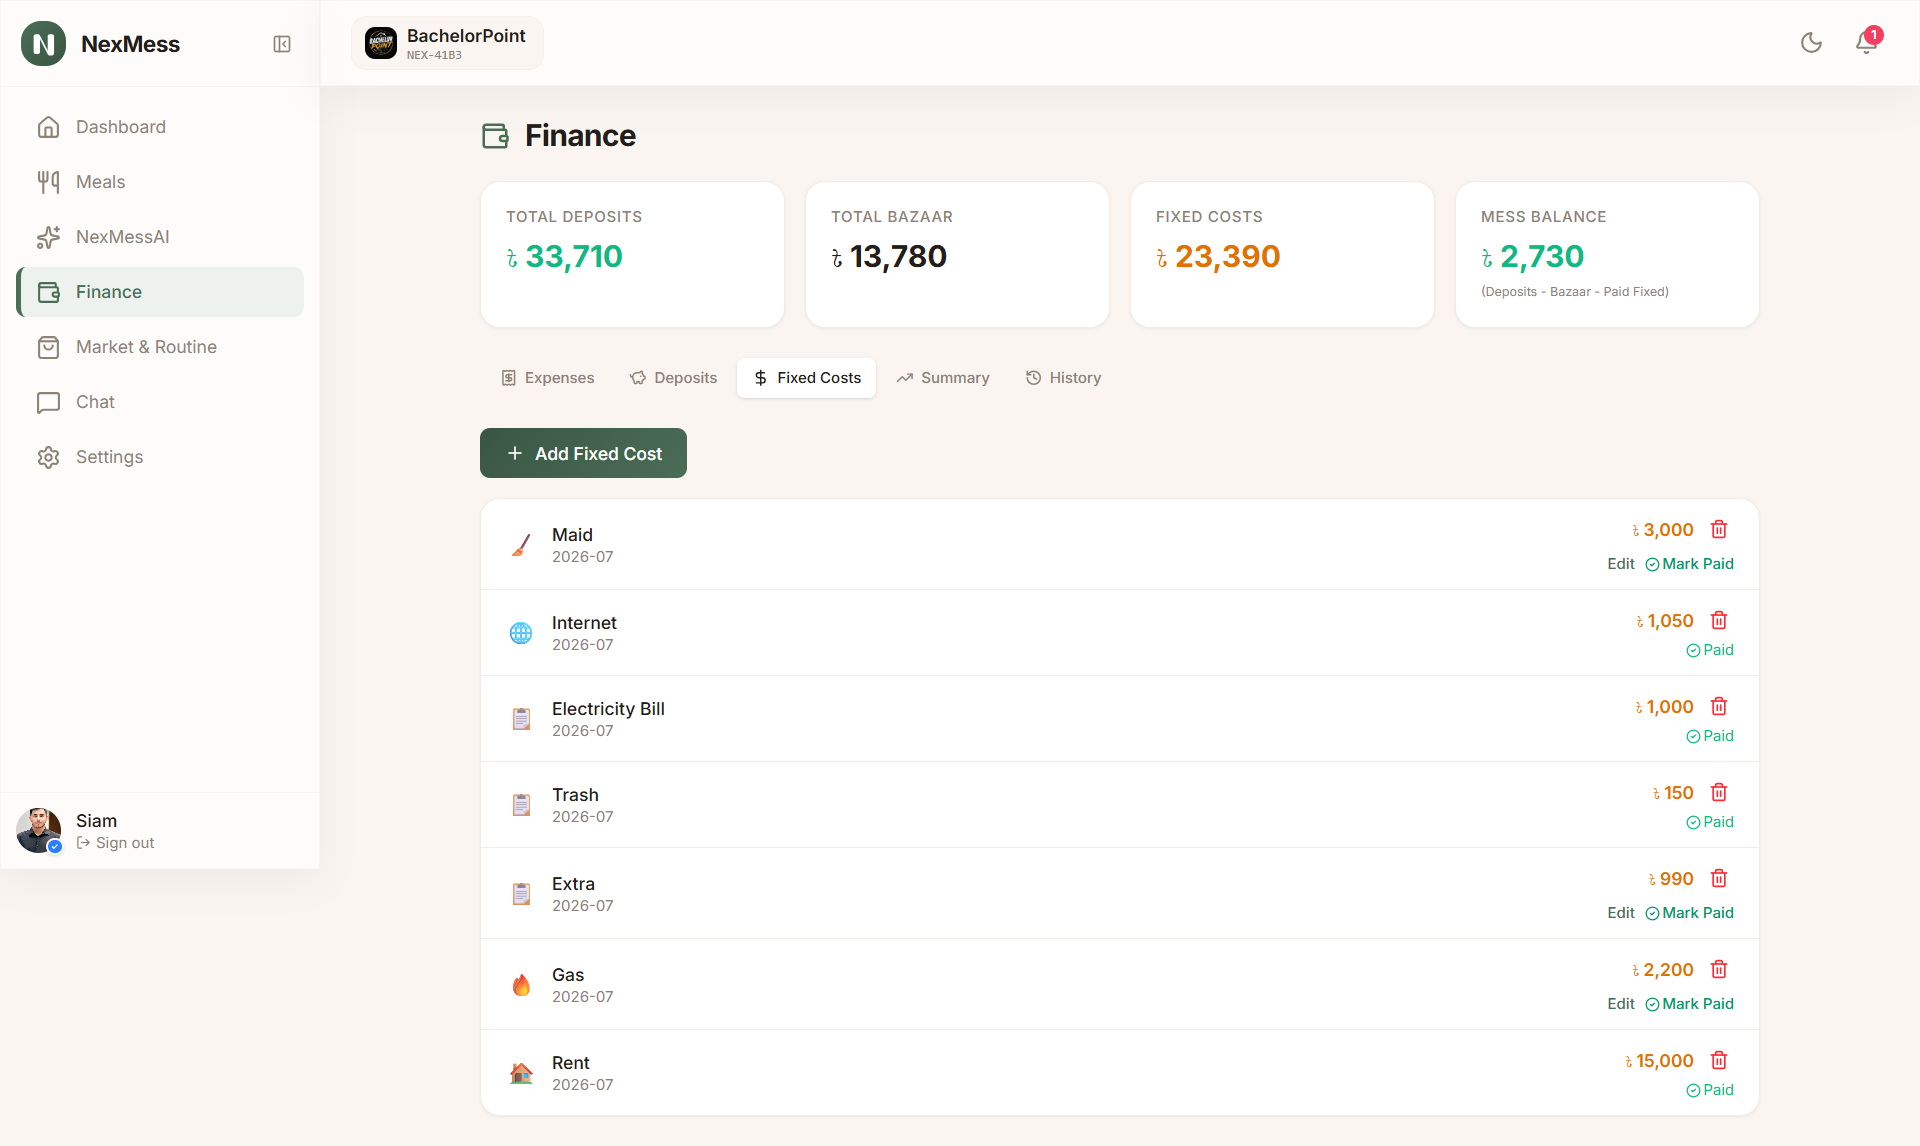 N NexMess
BACHELOR POINT
BachelorPoint
NEX-41B3
1
Dashboard
Meals
NexMessAI
Finance
Market & Routine
Chat
Settings
Siam
Sign out
Finance
TOTAL DEPOSITS
৳ 33,710
TOTAL BAZAAR
৳ 13,780
FIXED COSTS
৳ 23,390
MESS BALANCE
৳ 2,730
(Deposits - Bazaar - Paid Fixed)
Expenses Deposits Fixed Costs Summary History
+ Add Fixed Cost
Maid
2026-07
৳ 3,000
Edit Mark Paid
Internet
2026-07
৳ 1,050
Paid
Electricity Bill
2026-07
৳ 1,000
Paid
Trash
2026-07
৳ 150
Paid
Extra
2026-07
৳ 990
Edit Mark Paid
Gas
2026-07
৳ 2,200
Edit Mark Paid
Rent
2026-07
৳ 15,000
Paid